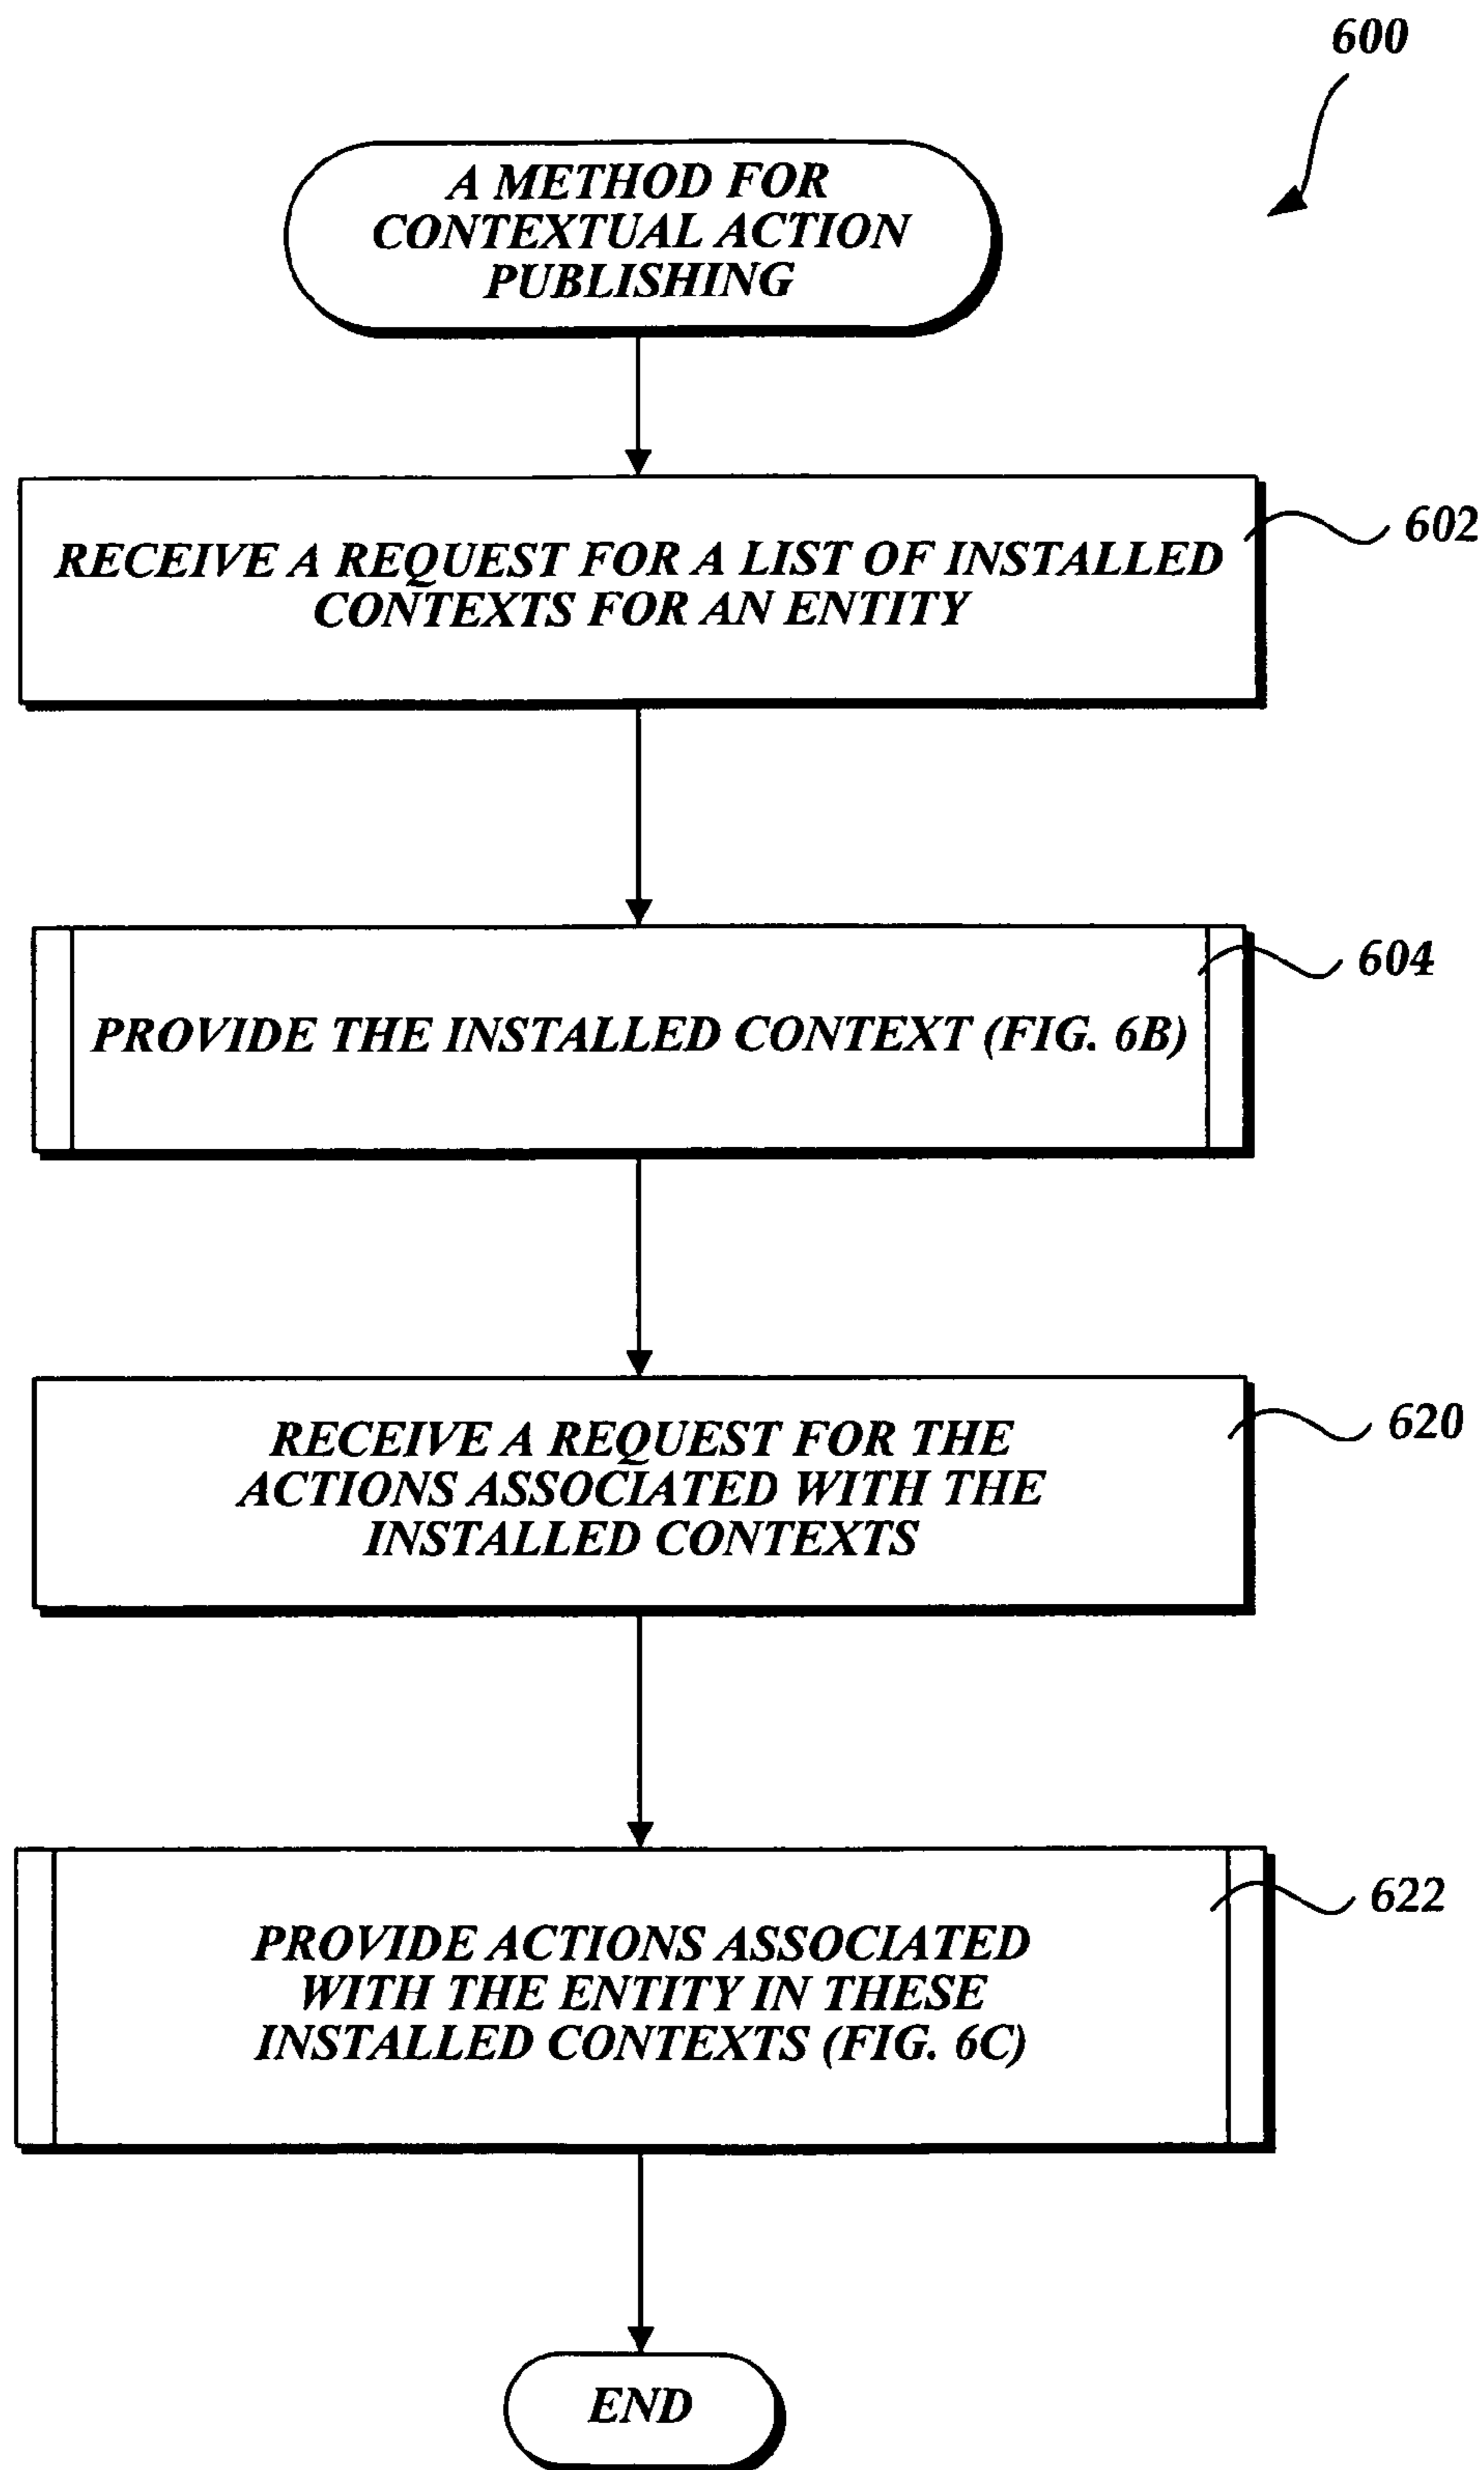 600
A METHOD FOR
CONTEXTUAL ACTION
PUBLISHING
RECEIVE A REQUEST FOR A LIST OF INSTALLED
CONTEXTS FOR AN ENTITY
602
PROVIDE THE INSTALLED CONTEXT (FIG. 6B)
604
RECEIVE A REQUEST FOR THE
ACTIONS ASSOCIATED WITH THE
INSTALLED CONTEXTS
620
PROVIDE ACTIONS ASSOCIATED
WITH THE ENTITY IN THESE
INSTALLED CONTEXTS (FIG. 6C)
622
END